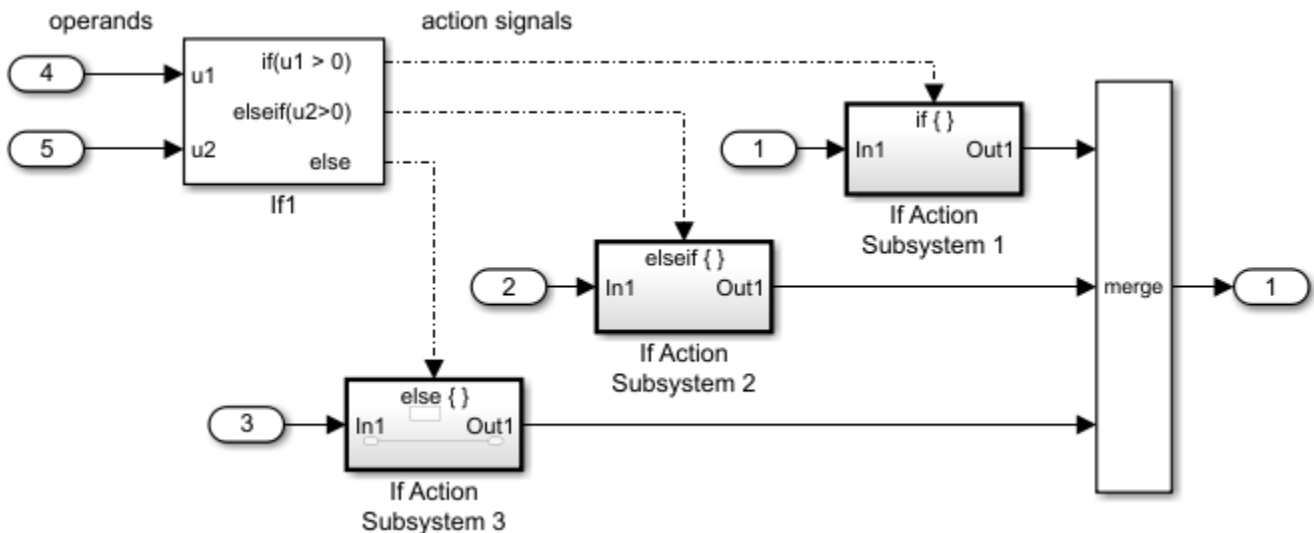 operands
action signals
4
u1
if(u1 > 0)
elseif(u2>0)
5
u2
else
If1
if { }
1
In1
Out1
If Action
Subsystem 1
elseif { }
2
In1
Out1
If Action
Subsystem 2
merge
1
else { }
3
In1
Out1
If Action
Subsystem 3